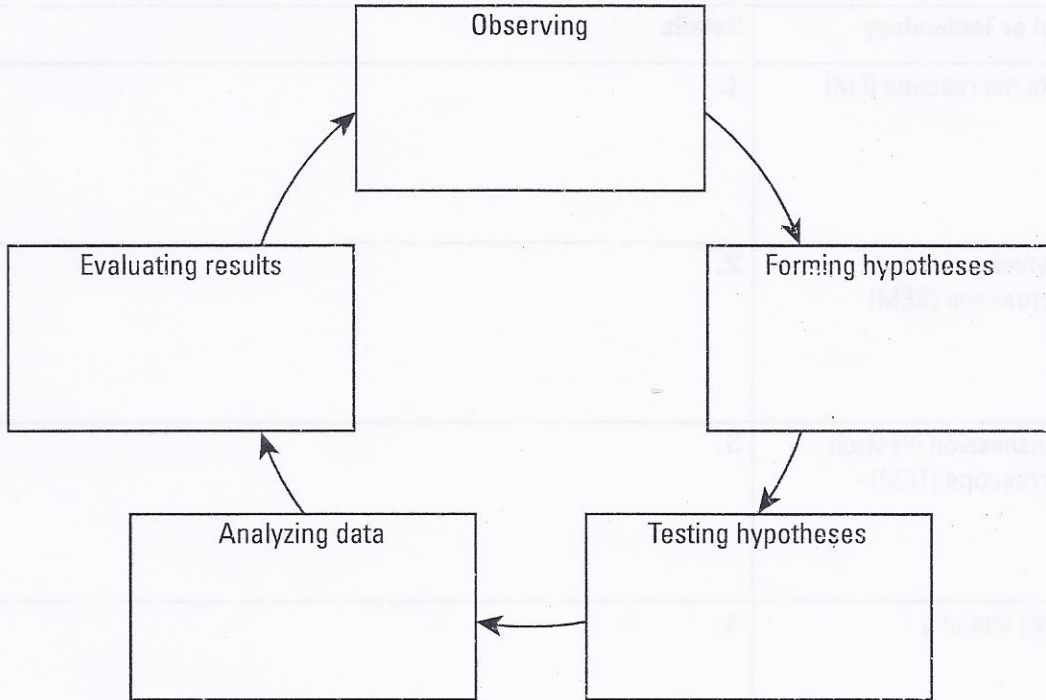 Observing
Forming hypotheses
Testing hypotheses
Analyzing data
Evaluating results